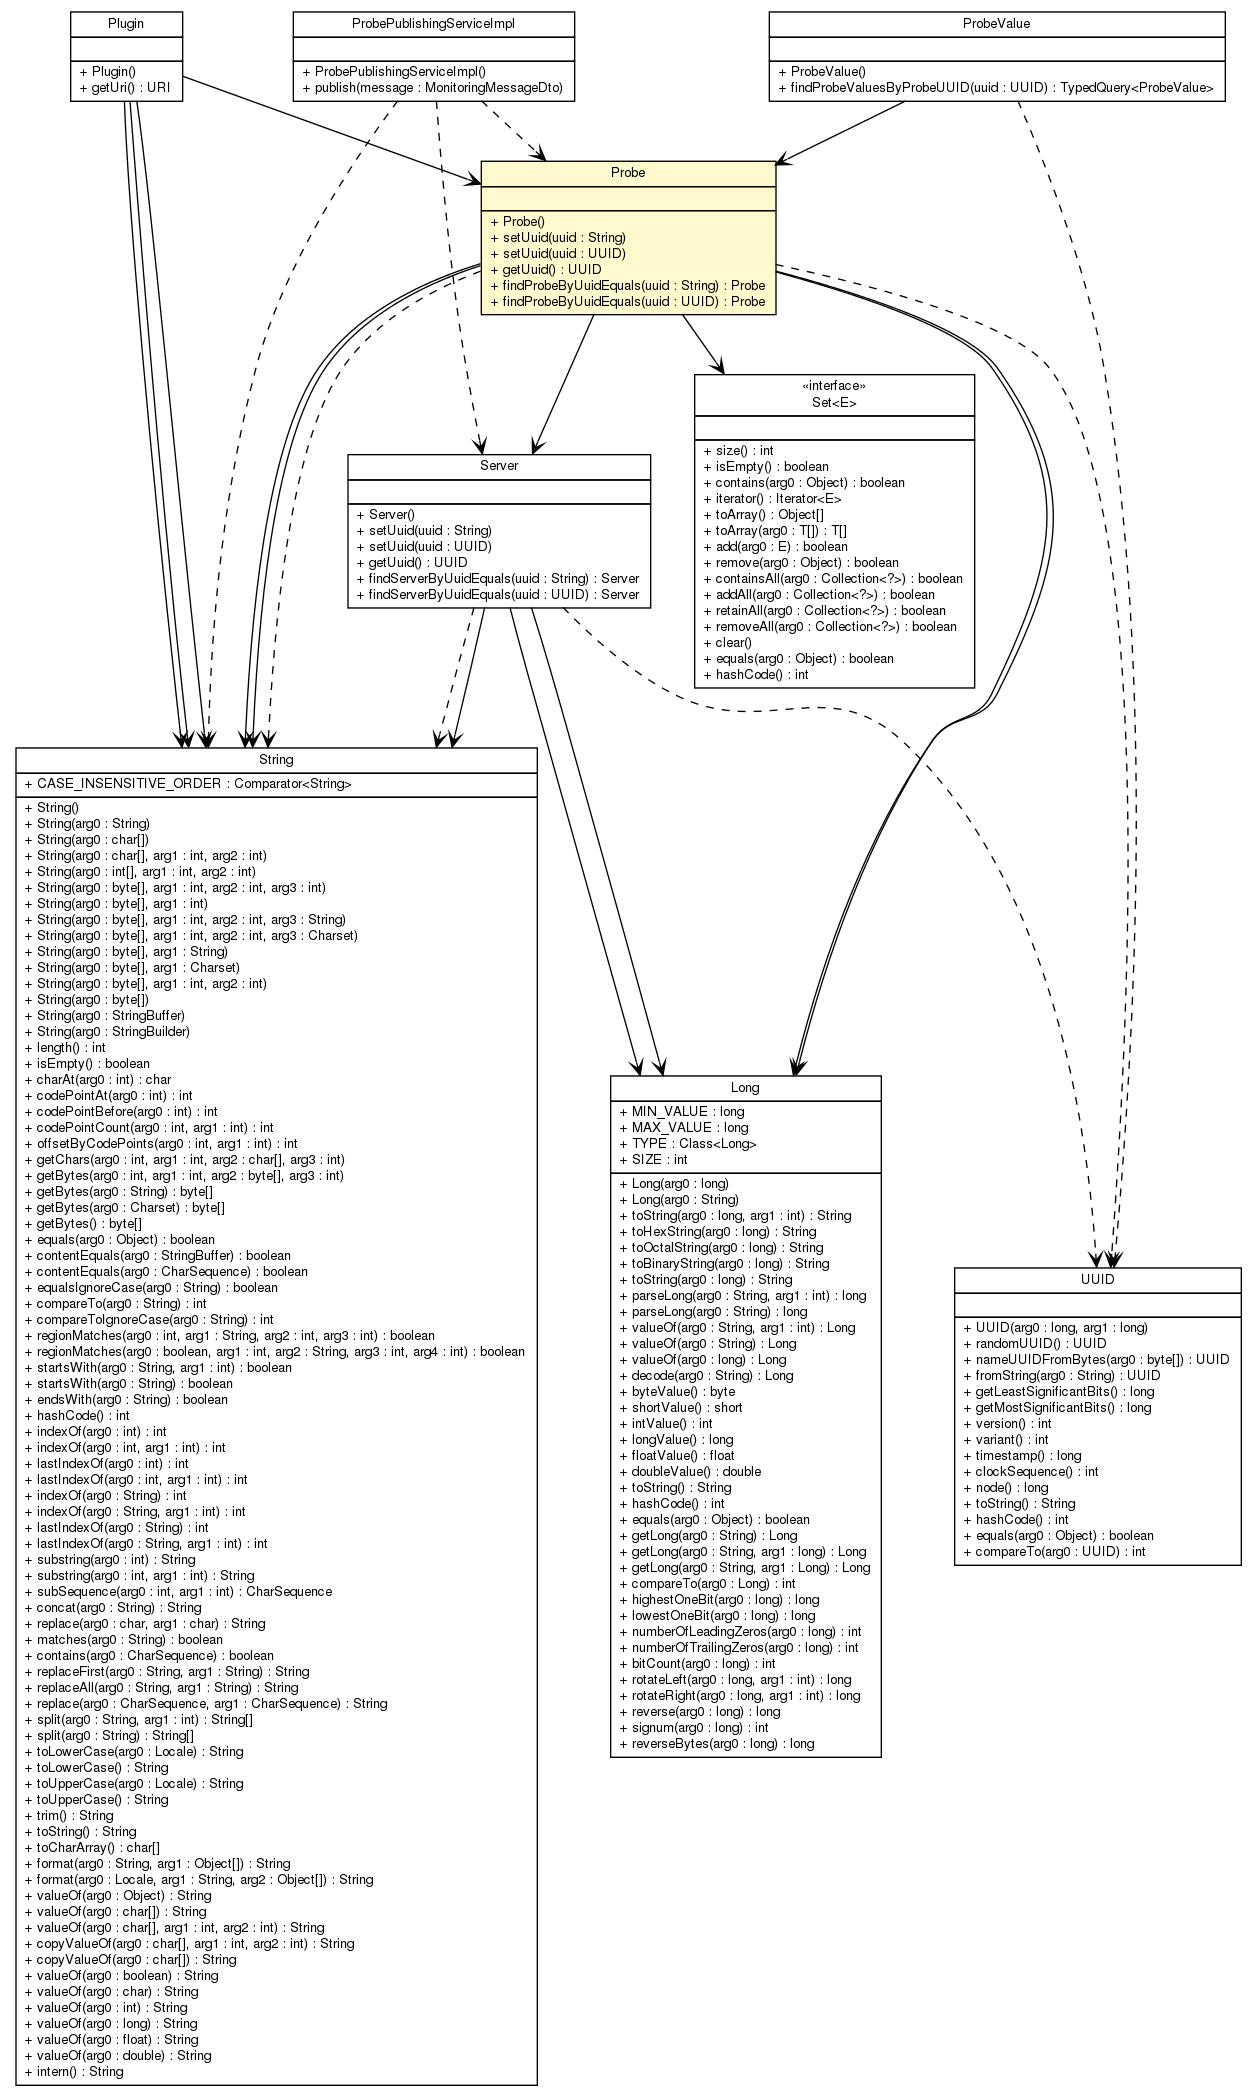 Plugin
+ Plugin()
+ getUri() : URI
ProbePublishingServiceImpl
+ ProbePublishingServiceImpl()
+ publish(message : MonitoringMessageDto)
ProbeValue
+ ProbeValue()
+ findProbeValuesByProbeUUID(uuid : UUID) : TypedQuery<ProbeValue>
Probe
+ Probe()
+ setUuid(uuid : String)
+ setUuid(uuid : UUID)
+ getUuid() : UUID
+ findProbeByUuidEquals(uuid : String) : Probe
+ findProbeByUuidEquals(uuid : UUID) : Probe
«interface»
Set<E>
+ size() : int
+ isEmpty() : boolean
+ contains(arg0 : Object) : boolean
+ iterator() : Iterator<E>
+ toArray() : Object[]
+ toArray(arg0 : T[]) : T[]
+ add(arg0 : E) : boolean
+ remove(arg0 : Object) : boolean
+ containsAll(arg0 : Collection<?>) : boolean
+ addAll(arg0 : Collection<?>) : boolean
+ retainAll(arg0 : Collection<?>) : boolean
+ removeAll(arg0 : Collection<?>) : boolean
+ clear()
+ equals(arg0 : Object) : boolean
+ hashCode() : int
Server
+ Server()
+ setUuid(uuid : String)
+ setUuid(uuid : UUID)
+ getUuid() : UUID
+ findServerByUuidEquals(uuid : String) : Server
+ findServerByUuidEquals(uuid : UUID) : Server
String
+ CASE_INSENSITIVE_ORDER : Comparator<String>
+ String()
+ String(arg0 : String)
+ String(arg0 : char[])
+ String(arg0 : char[], arg1 : int, arg2 : int)
+ String(arg0 : int[], arg1 : int, arg2 : int)
+ String(arg0 : byte[], arg1 : int, arg2 : int, arg3 : int)
+ String(arg0 : byte[], arg1 : int)
+ String(arg0 : byte[], arg1 : int, arg2 : int, arg3 : String)
+ String(arg0 : byte[], arg1 : int, arg2 : int, arg3 : Charset)
+ String(arg0 : byte[], arg1 : String)
+ String(arg0 : byte[], arg1 : Charset)
+ String(arg0 : byte[], arg1 : int, arg2 : int)
+ String(arg0 : byte[])
+ String(arg0 : StringBuffer)
+ String(arg0 : StringBuilder)
+ length() : int
+ isEmpty() : boolean
+ charAt(arg0 : int) : char
+ codePointAt(arg0 : int) : int
+ codePointBefore(arg0 : int) : int
+ codePointCount(arg0 : int, arg1 : int) : int
+ offsetByCodePoints(arg0 : int, arg1 : int) : int
+ getChars(arg0 : int, arg1 : int, arg2 : char[], arg3 : int)
+ getBytes(arg0 : int, arg1 : int, arg2 : byte[], arg3 : int)
+ getBytes(arg0 : String) : byte[]
+ getBytes(arg0 : Charset) : byte[]
+ getBytes() : byte[]
+ equals(arg0 : Object) : boolean
+ contentEquals(arg0 : StringBuffer) : boolean
+ contentEquals(arg0 : CharSequence) : boolean
+ equalsIgnoreCase(arg0 : String) : boolean
+ compareTo(arg0 : String) : int
+ compareToIgnoreCase(arg0 : String) : int
+ regionMatches(arg0 : int, arg1 : String, arg2 : int, arg3 : int) : boolean
+ regionMatches(arg0 : boolean, arg1 : int, arg2 : String, arg3 : int, arg4 : int) : boolean
+ startsWith(arg0 : String, arg1 : int) : boolean
+ startsWith(arg0 : String) : boolean
+ endsWith(arg0 : String) : boolean
+ hashCode() : int
+ indexOf(arg0 : int) : int
+ indexOf(arg0 : int, arg1 : int) : int
+ lastIndexOf(arg0 : int) : int
+ lastIndexOf(arg0 : int, arg1 : int) : int
+ indexOf(arg0 : String) : int
+ indexOf(arg0 : String, arg1 : int) : int
+ lastIndexOf(arg0 : String) : int
+ lastIndexOf(arg0 : String, arg1 : int) : int
+ substring(arg0 : int) : String
+ substring(arg0 : int, arg1 : int) : String
+ subSequence(arg0 : int, arg1 : int) : CharSequence
+ concat(arg0 : String) : String
+ replace(arg0 : char, arg1 : char) : String
+ matches(arg0 : String) : boolean
+ contains(arg0 : CharSequence) : boolean
+ replaceFirst(arg0 : String, arg1 : String) : String
+ replaceAll(arg0 : String, arg1 : String) : String
+ replace(arg0 : CharSequence, arg1 : CharSequence) : String
+ split(arg0 : String, arg1 : int) : String[]
+ split(arg0 : String) : String[]
+ toLowerCase(arg0 : Locale) : String
+ toLowerCase() : String
+ toUpperCase(arg0 : Locale) : String
+ toUpperCase() : String
+ trim() : String
+ toString() : String
+ toCharArray() : char[]
+ format(arg0 : String, arg1 : Object[]) : String
+ format(arg0 : Locale, arg1 : String, arg2 : Object[]) : String
+ valueOf(arg0 : Object) : String
+ valueOf(arg0 : char[]) : String
+ valueOf(arg0 : char[], arg1 : int, arg2 : int) : String
+ copyValueOf(arg0 : char[], arg1 : int, arg2 : int) : String
+ copyValueOf(arg0 : char[]) : String
+ valueOf(arg0 : boolean) : String
+ valueOf(arg0 : char) : String
+ valueOf(arg0 : int) : String
+ valueOf(arg0 : long) : String
+ valueOf(arg0 : float) : String
+ valueOf(arg0 : double) : String
+ intern() : String
Long
+ MIN_VALUE : long
+ MAX_VALUE : long
+ TYPE : Class<Long>
+ SIZE : int
+ Long(arg0 : long)
+ Long(arg0 : String)
+ toString(arg0 : long, arg1 : int) : String
+ toHexString(arg0 : long) : String
+ toOctalString(arg0 : long) : String
+ toBinaryString(arg0 : long) : String
+ toString(arg0 : long) : String
+ parseLong(arg0 : String, arg1 : int) : long
+ parseLong(arg0 : String) : long
+ valueOf(arg0 : String, arg1 : int) : Long
+ valueOf(arg0 : String) : Long
+ valueOf(arg0 : long) : Long
+ decode(arg0 : String) : Long
+ byteValue() : byte
+ shortValue() : short
+ intValue() : int
+ longValue() : long
+ floatValue() : float
+ doubleValue() : double
+ toString() : String
+ hashCode() : int
+ equals(arg0 : Object) : boolean
+ getLong(arg0 : String) : Long
+ getLong(arg0 : String, arg1 : long) : Long
+ getLong(arg0 : String, arg1 : Long) : Long
+ compareTo(arg0 : Long) : int
+ highestOneBit(arg0 : long) : long
+ lowestOneBit(arg0 : long) : long
+ numberOfLeadingZeros(arg0 : long) : int
+ numberOfTrailingZeros(arg0 : long) : int
+ bitCount(arg0 : long) : int
+ rotateLeft(arg0 : long, arg1 : int) : long
+ rotateRight(arg0 : long, arg1 : int) : long
+ reverse(arg0 : long) : long
+ signum(arg0 : long) : int
+ reverseBytes(arg0 : long) : long
UUID
+ UUID(arg0 : long, arg1 : long)
+ randomUUID() : UUID
+ nameUUIDFromBytes(arg0 : byte[]) : UUID
+ fromString(arg0 : String) : UUID
+ getLeastSignificantBits() : long
+ getMostSignificantBits() : long
+ version() : int
+ variant() : int
+ timestamp() : long
+ clockSequence() : int
+ node() : long
+ toString() : String
+ hashCode() : int
+ equals(arg0 : Object) : boolean
+ compareTo(arg0 : UUID) : int